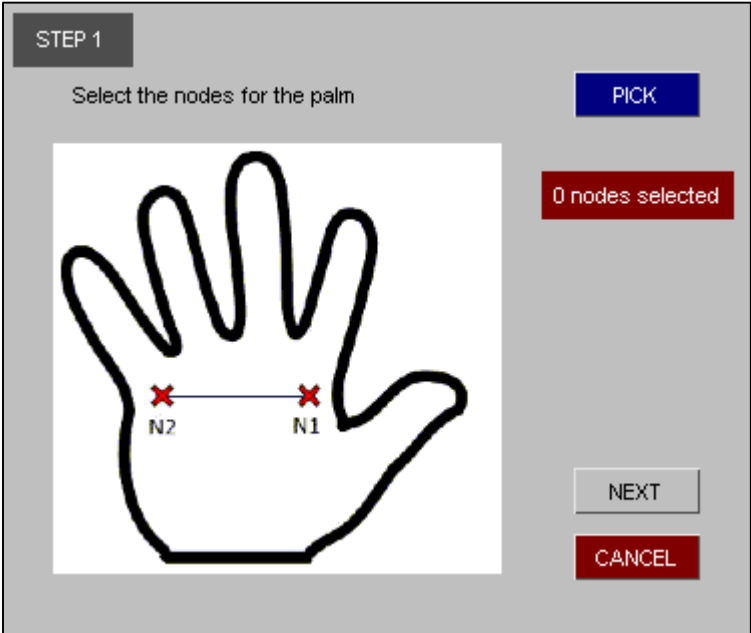 STEP 1
Select the nodes for the palm
PICK
0 nodes selected
N2
N1
NEXT
CANCEL